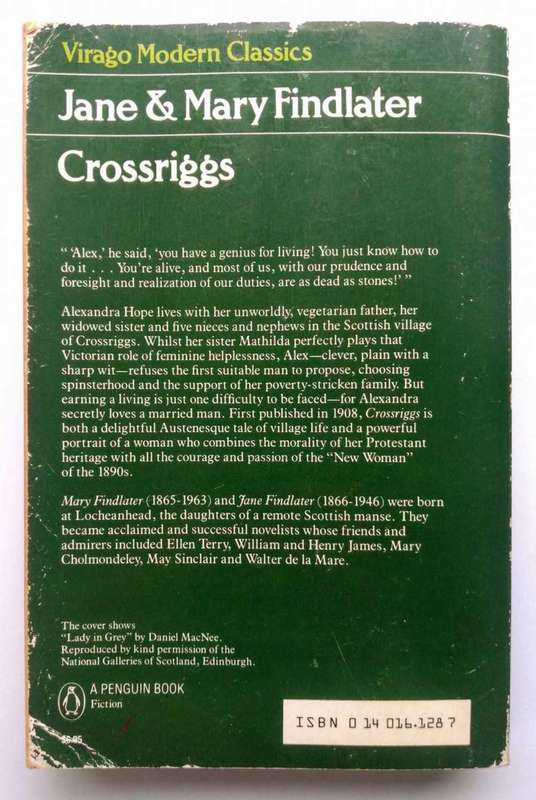 Virago Modern Classics
Jane & Mary Findlater
Crossriggs
“ ‘Alex,’ he said, ‘you have a genius for living! You just know how to
do it . . . You're alive, and most of us, with our prudence and
foresight and realization of our duties, are as dead as stones!’ ”
Alexandra Hope lives with her unworldly, vegetarian father, her
widowed sister and five nieces and nephews in the Scottish village
of Crossriggs. Whilst her sister Mathilda perfectly plays that
Victorian role of feminine helplessness, Alex—clever, plain with a
sharp wit—refuses the first suitable man to propose, choosing
spinsterhood and the support of her poverty-stricken family. But
earning a living is just one difficulty to be faced—for Alexandra
secretly loves a married man. First published in 1908, Crossriggs is
both a delightful Austenesque tale of village life and a powerful
portrait of a woman who combines the morality of her Protestant
heritage with all the courage and passion of the “New Woman”
of the 1890s.
Mary Findlater (1865-1963) and Jane Findlater (1866-1946) were born
at Locheanhead, the daughters of a remote Scottish manse. They
became acclaimed and successful novelists whose friends and
admirers included Ellen Terry, William and Henry James, Mary
Cholmondeley, May Sinclair and Walter de la Mare.
The cover shows
“Lady in Grey” by Daniel MacNee.
Reproduced by kind permission of the
National Galleries of Scotland, Edinburgh.
A PENGUIN BOOK
Fiction
ISBN 0 14 016.128 7
$6.95